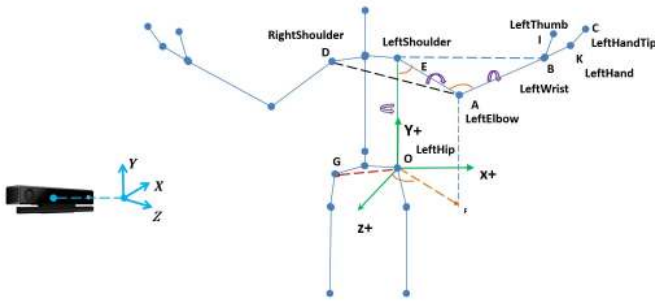 LeftThumb
C
RightShoulder
I
D
LeftShoulder
LeftHandTip
E
B
K
LeftHand
LeftWrist
A
LeftElbow
Y+
LeftHip
G
O
X+
F
Z+
Y
X
Z